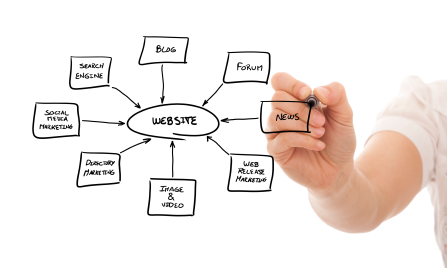 BLOG
SEARCH
ENGINE
FORUM
SOCIAL
MEDIA
MARKETING
WEBSITE
NEWS
DIRECTORY
MARKETING
WEB
RELEASE
MARKETING
IMAGE
&
VIDEO